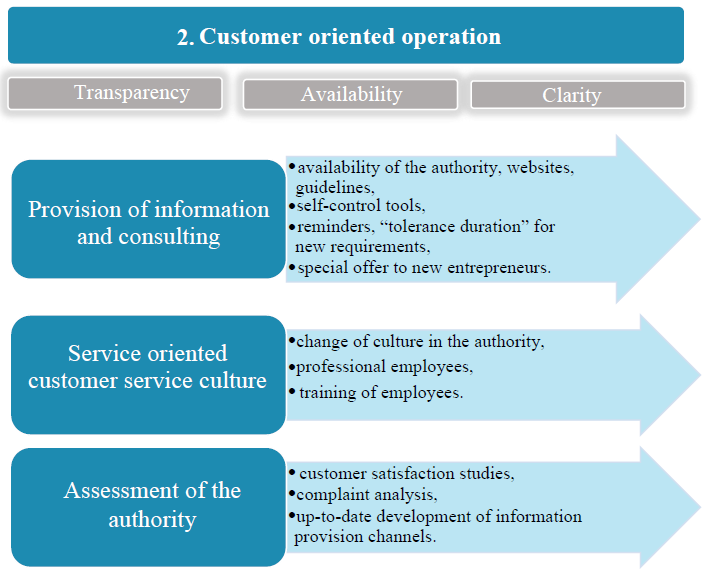 2. Customer oriented operation
Transparency
Availability
Clarity
Provision of information
and consulting
•availability of the authority, websites,
guidelines,
•self-control tools,
•reminders, “tolerance duration” for
new requirements,
•special offer to new entrepreneurs.
Service oriented
customer service culture
•change of culture in the authority,
•professional employees,
• training of employees.
Assessment of the
authority
• customer satisfaction studies,
•complaint analysis,
•up-to-date development of information
provision channels.